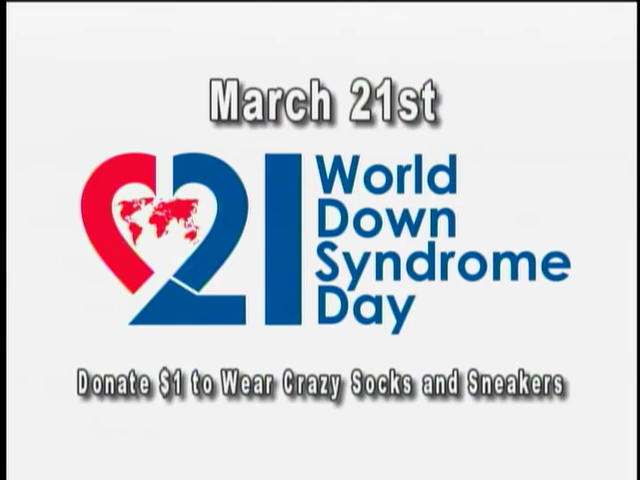 March 21st
21
World
Down
Syndrome
Day
Donate $1 to Wear Crazy Socks and Sneakers